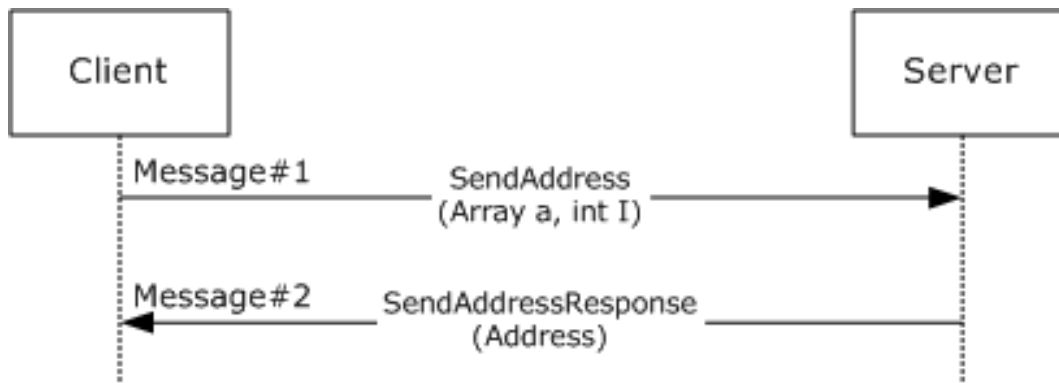 Client
Server
Message#1
SendAddress
(Array a, int I)
Message#2
SendAddressResponse
(Address)